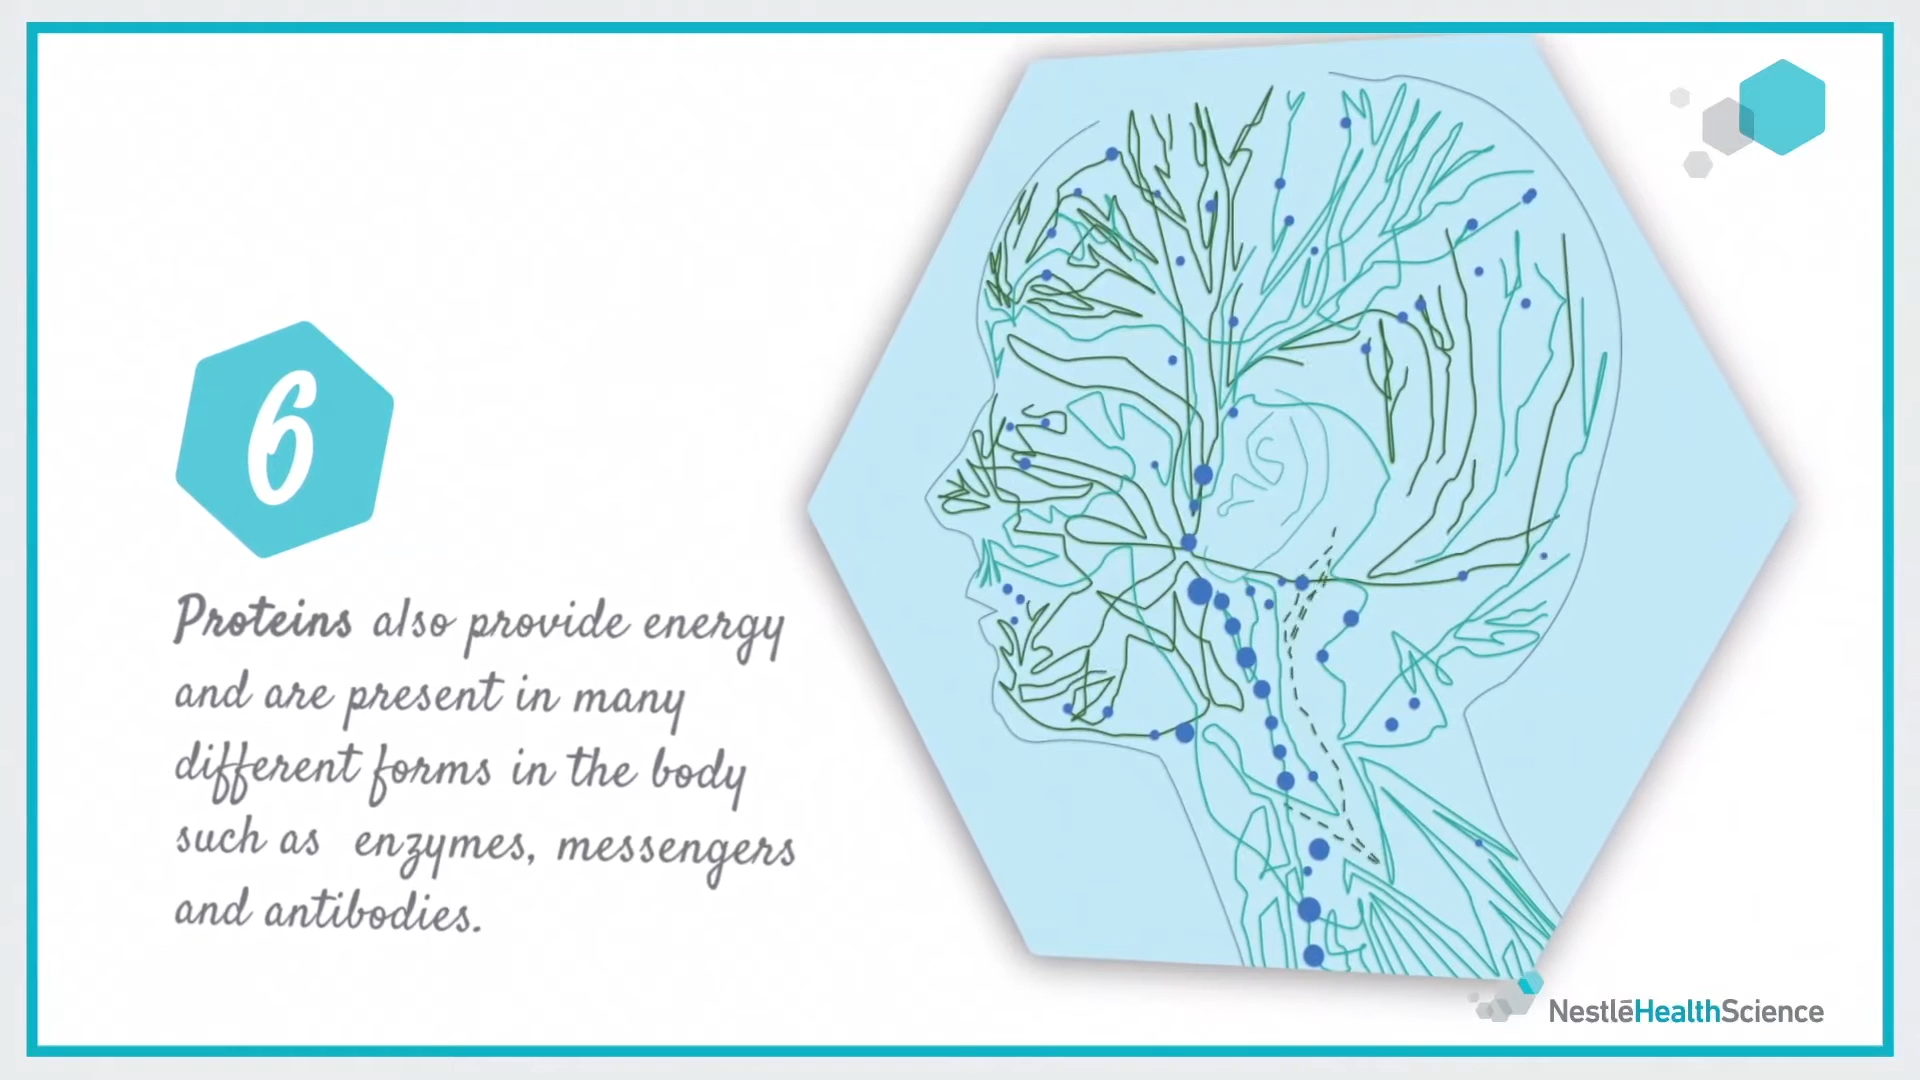 6
Proteins also provide energy
and are present in many
different forms in the body
such as enzymes, messengers
and antibodies.
NestlēHealthScience